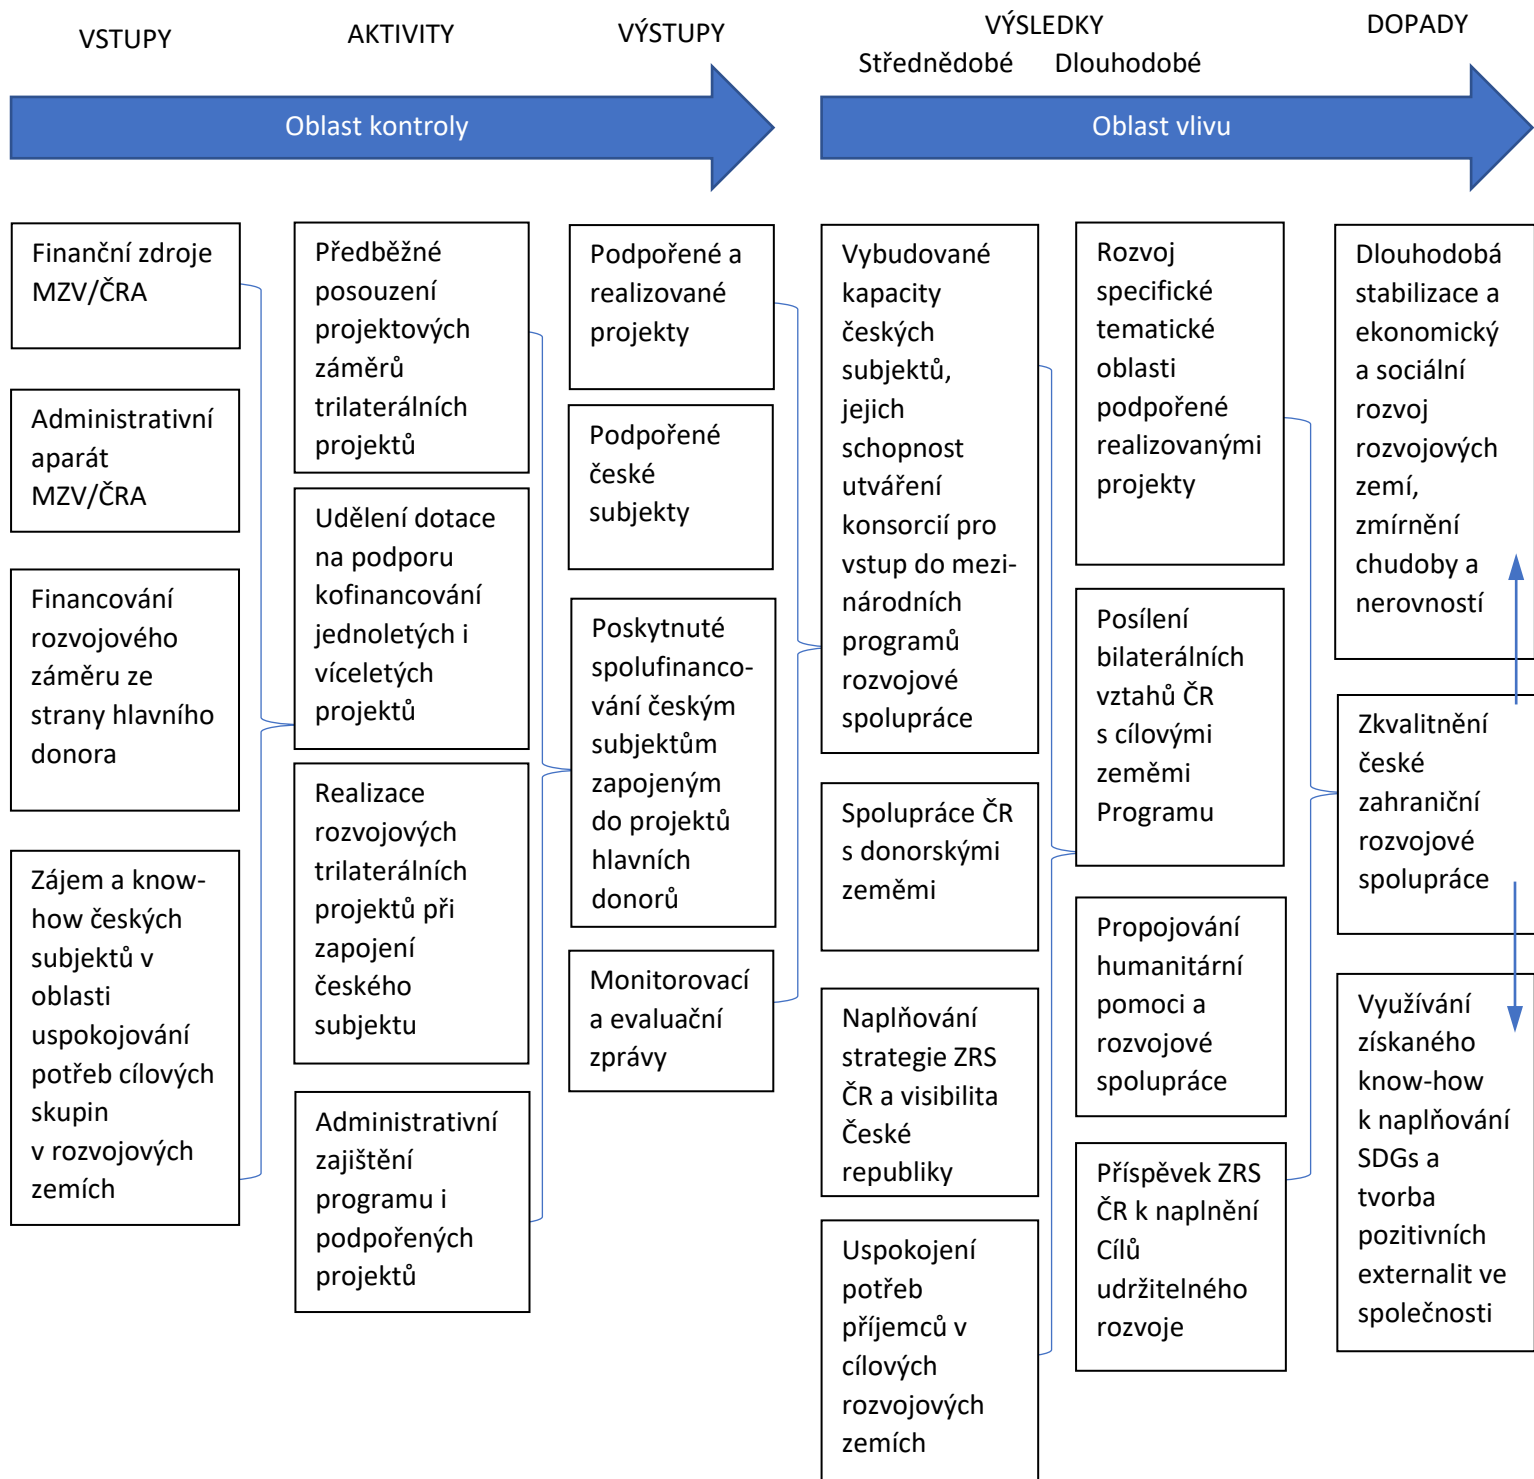 VSTUPY
AKTIVITY
VÝSTUPY
VÝSLEDKY
DOPADY
Střednědobé
Dlouhodobé
Oblast kontroly
Oblast vlivu
Finanční zdroje
MZV/ČRA
Administrativní
aparát
MZV/ČRA
Financování
rozvojového
záměru ze
strany hlavního
donora
Zájem a know-
how českých
subjektů v
oblasti
uspokojování
potřeb cílových
skupin
v rozvojových
zemích
Předběžné
posouzení
projektových
záměrů
trilaterálních
projektů
Udělení dotace
na podporu
kofinancování
jednoletých i
víceletých
projektů
Realizace
rozvojových
trilaterálních
projektů při
zapojení
českého
subjektu
Administrativní
zajištění
programu i
podpořených
projektů
Podpořené a
realizované
projekty
Podpořené
české
subjekty
Poskytnuté
spolufinanco-
vání českým
subjektům
zapojeným
do projektů
hlavních
donorů
Monitorovací
a evaluační
zprávy
Vybudované
kapacity
českých
subjektů,
jejich
schopnost
utváření
konsorcií pro
vstup do mezi-
národních
programů
rozvojové
spolupráce
Spolupráce ČR
s donorskými
zeměmi
Naplňování
strategie ZRS
ČR a visibilita
České
republiky
Uspokojení
potřeb
příjemců v
cílových
rozvojových
zemích
Rozvoj
specifické
tematické
oblasti
podpořené
realizovanými
projekty
Posílení
bilaterálních
vztahů ČR
s cílovými
zeměmi
Programu
Propojování
humanitární
pomoci a
rozvojové
spolupráce
Příspěvek ZRS
ČR k naplnění
Cílů
udržitelného
rozvoje
Dlouhodobá
stabilizace a
ekonomický
a sociální
rozvoj
rozvojových
zemí,
zmírnění
chudoby a
nerovností
Zkvalitnění
české
zahraniční
rozvojové
spolupráce
Využívání
získaného
know-how
k naplňování
SDGs a
tvorba
pozitivních
externalit ve
společnosti